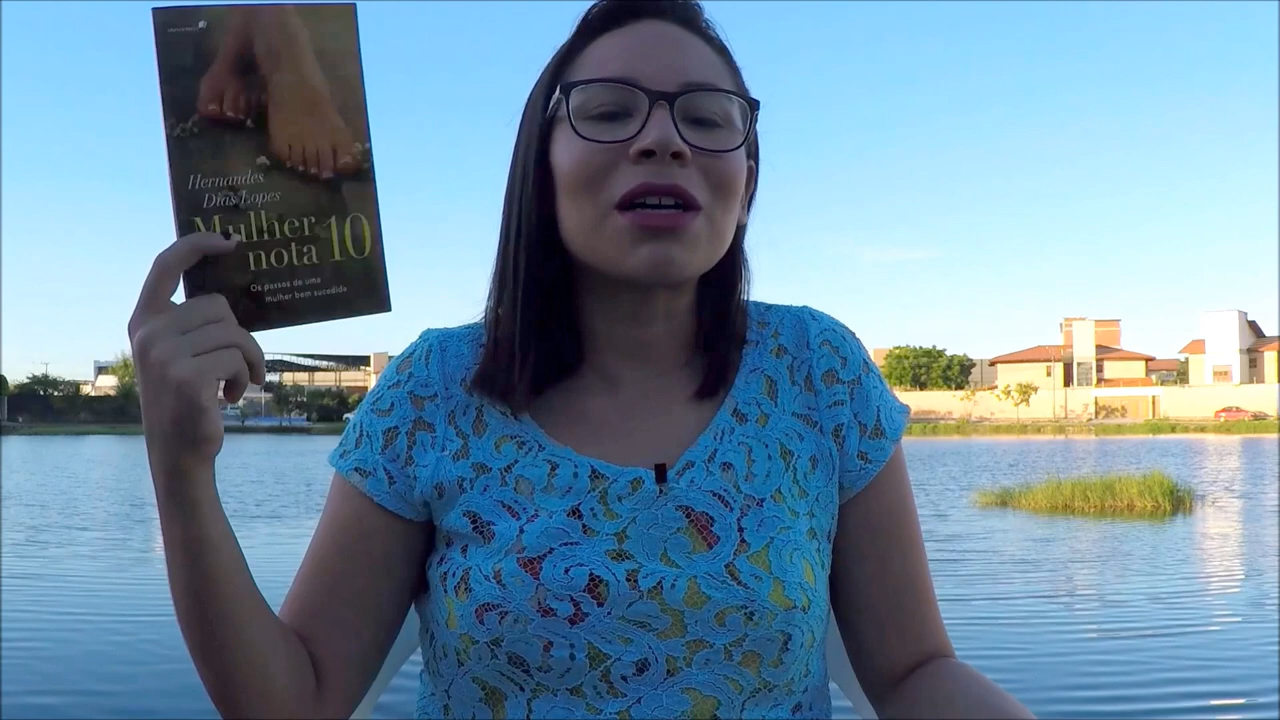 Hernandes
Dias Lopes
Mulher
nota 10
Os passos de uma
mulher bem sucedida